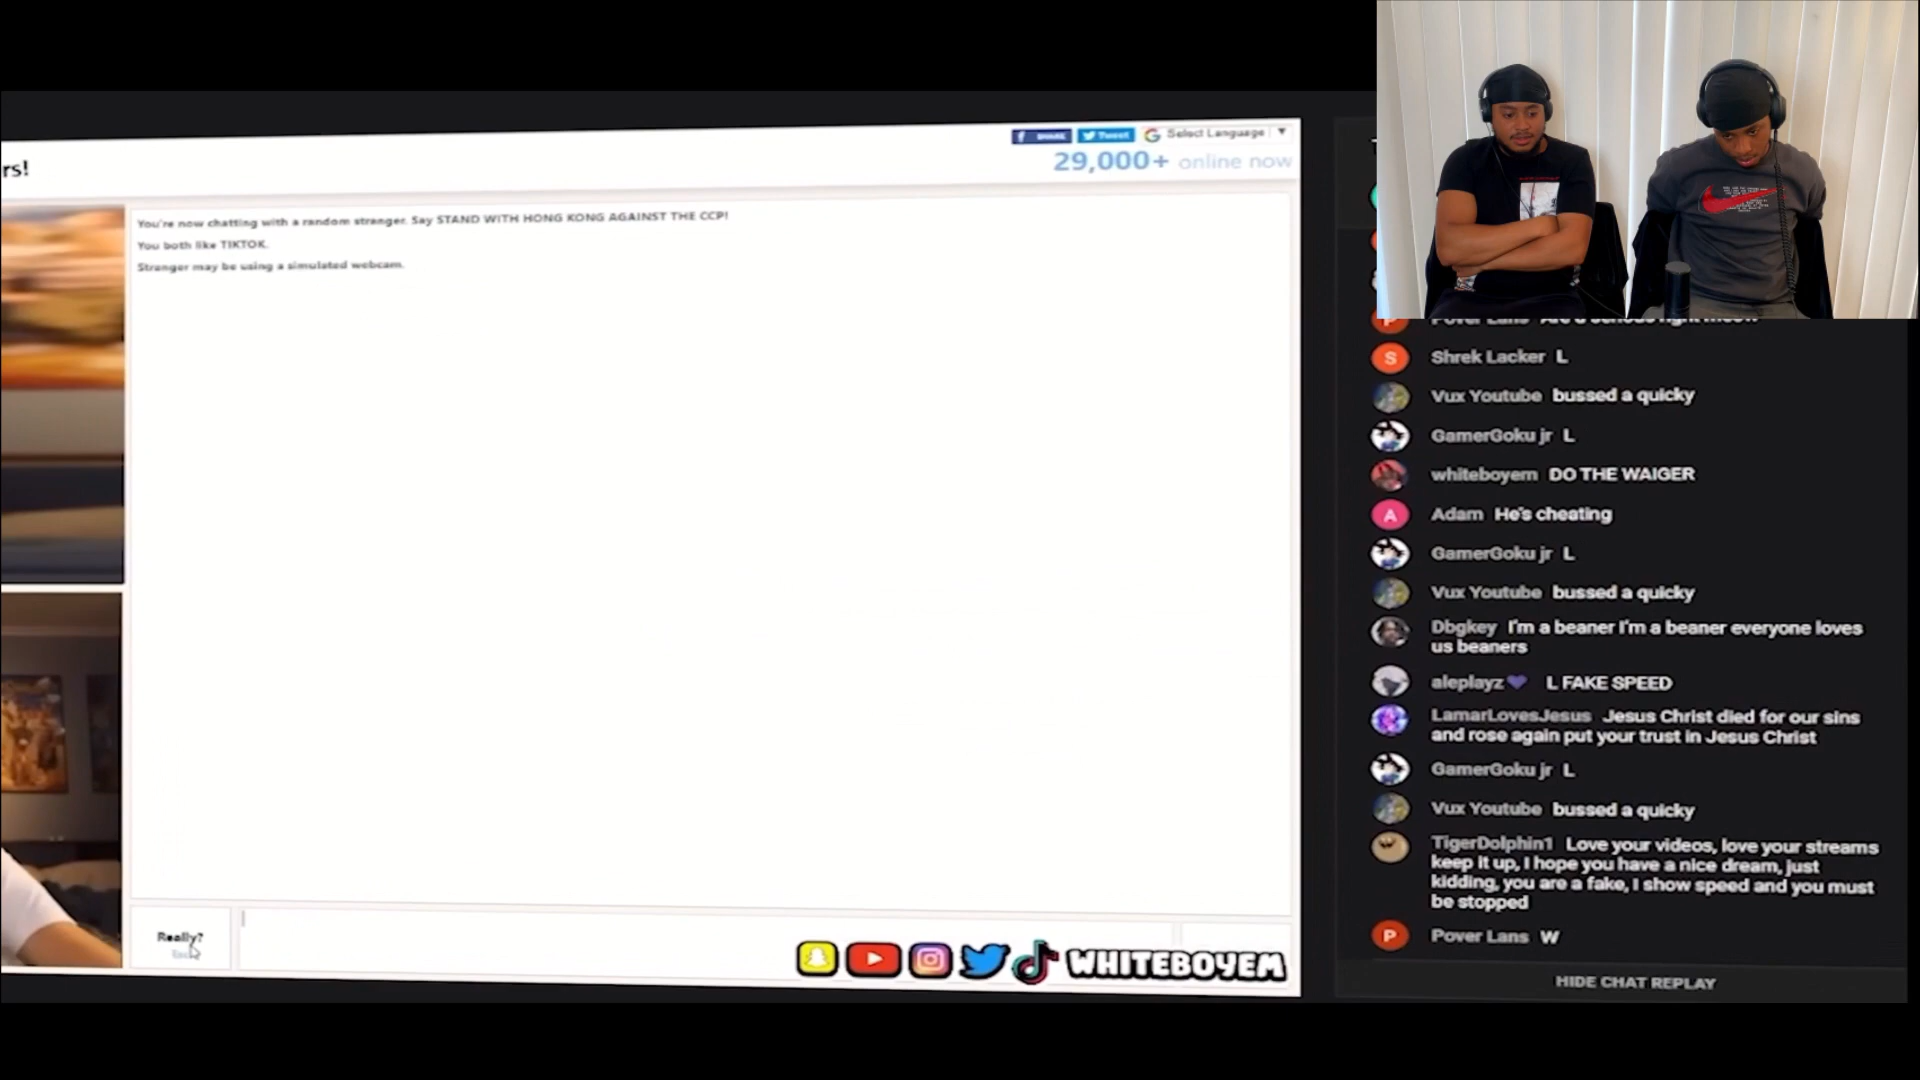 rs!
Tweet
Select Language
29,000+ online now
You're now chatting with a random stranger. Say STAND WITH HONG KONG AGAINST THE CCP!
You both like TIKTOK.
Stranger may be using a simulated webcam.
Really?
WHITEBOYEM
Shrek Lacker L
Vux Youtube bussed a quicky
GamerGoku jr L
whiteboyem DO THE WAIGER
A Adam He's cheating
GamerGoku jr L
Vux Youtube bussed a quicky
Dbgkey I'm a beaner I'm a beaner everyone loves
us beaners
aleplayz L FAKE SPEED
LamarLovesJesus Jesus Christ died for our sins
and rose again put your trust in Jesus Christ
GamerGoku jr L
Vux Youtube bussed a quicky
TigerDolphin1 Love your videos, love your streams
keep it up, I hope you have a nice dream, just
kidding, you are a fake, I show speed and you must
be stopped
P Pover Lans W
HIDE CHAT REPLAY